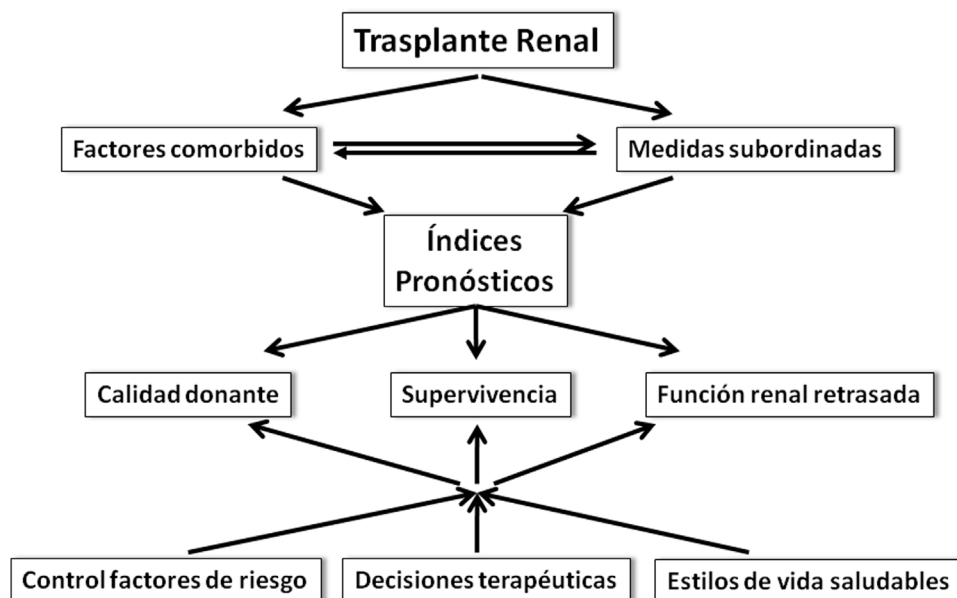 Trasplante Renal
Factores comorbidos
Medidas subordinadas
Índices
Pronósticos
Calidad donante
Supervivencia
Función renal retrasada
Control factores de riesgo
Decisiones terapéuticas
Estilos de vida saludables